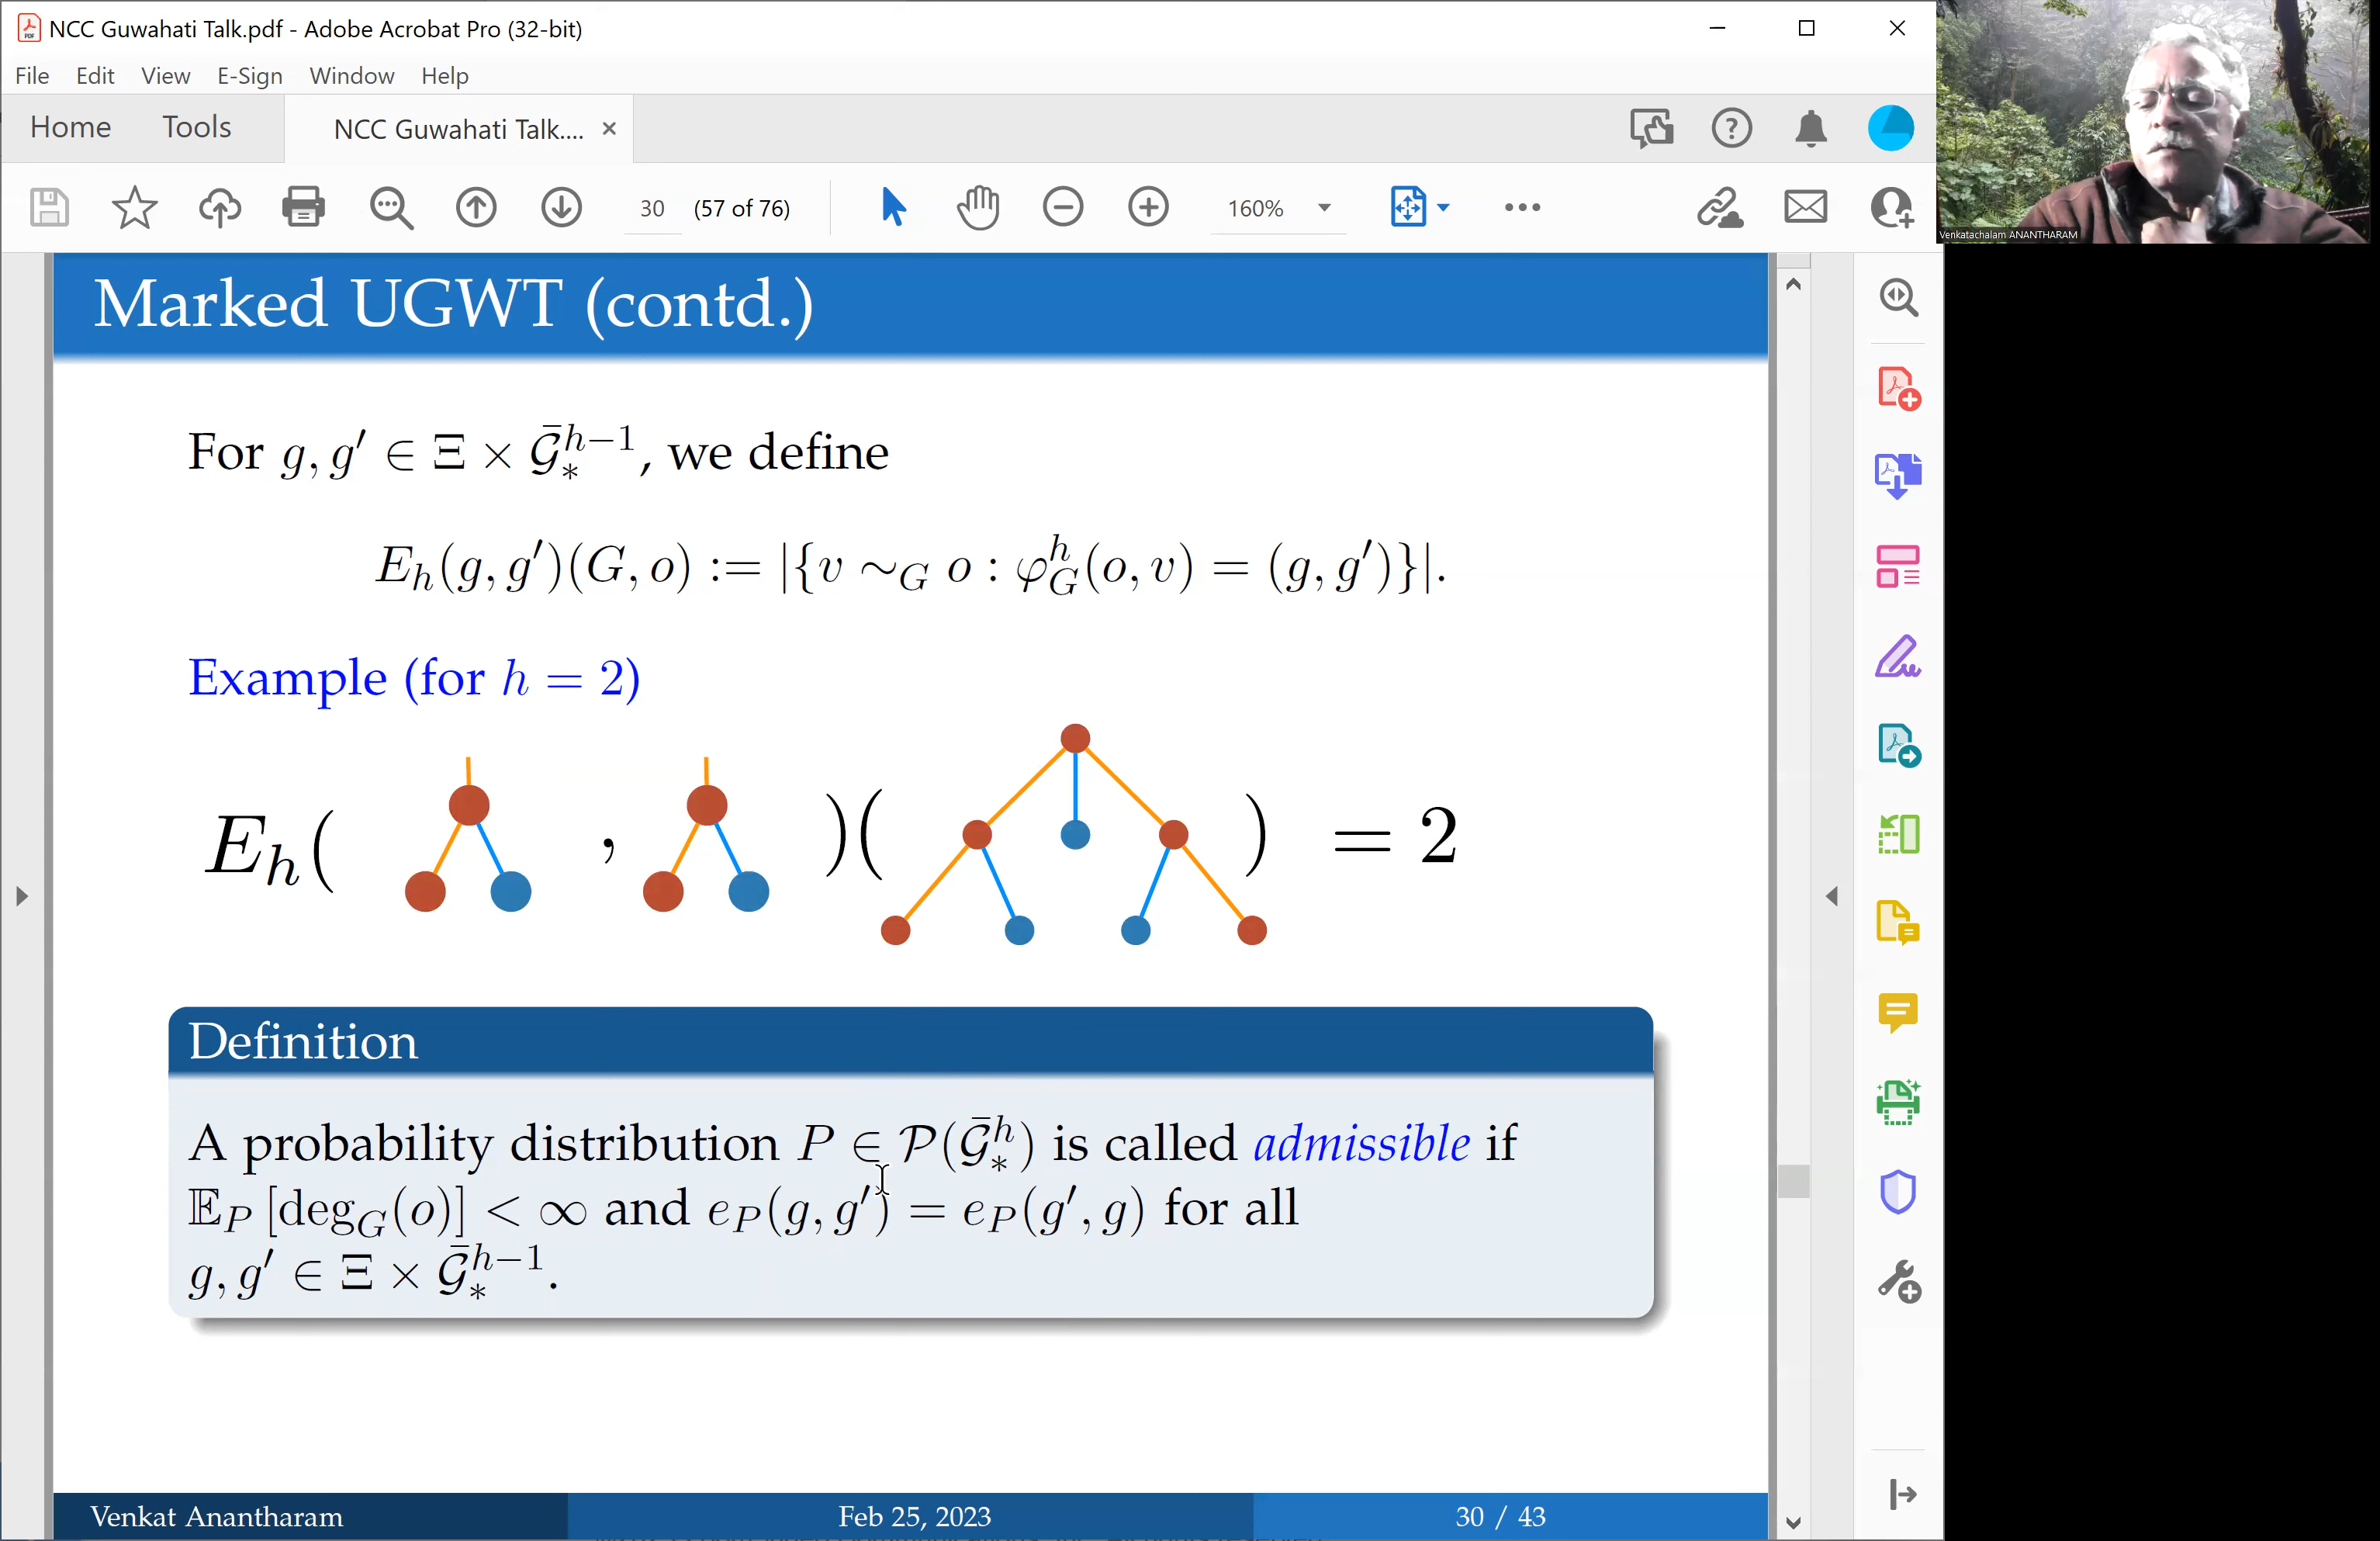 NCC Guwahati Talk.pdf - Adobe Acrobat Pro (32-bit)
File Edit View E-Sign Window Help
Home Tools NCC Guwahati Talk.... ×
30 (57 of 76) 160%
Venkatachalam ANANTHARAM
Marked UGWT (contd.)
For g, g′ ∈ Ξ × 𝒢̄_*^{h−1}, we define
E_h(g, g′)(G, o) := |{v ∼_G o : φ_G^h(o, v) = (g, g′)}|.
Example (for h = 2)
E_h( , )( ) = 2
Definition
A probability distribution P ∈ 𝒫(𝒢̄_*^h) is called admissible if
𝔼_P [deg_G(o)] < ∞ and e_P(g, g′) = e_P(g′, g) for all
g, g′ ∈ Ξ × 𝒢̄_*^{h−1}.
Venkat Anantharam Feb 25, 2023 30 / 43